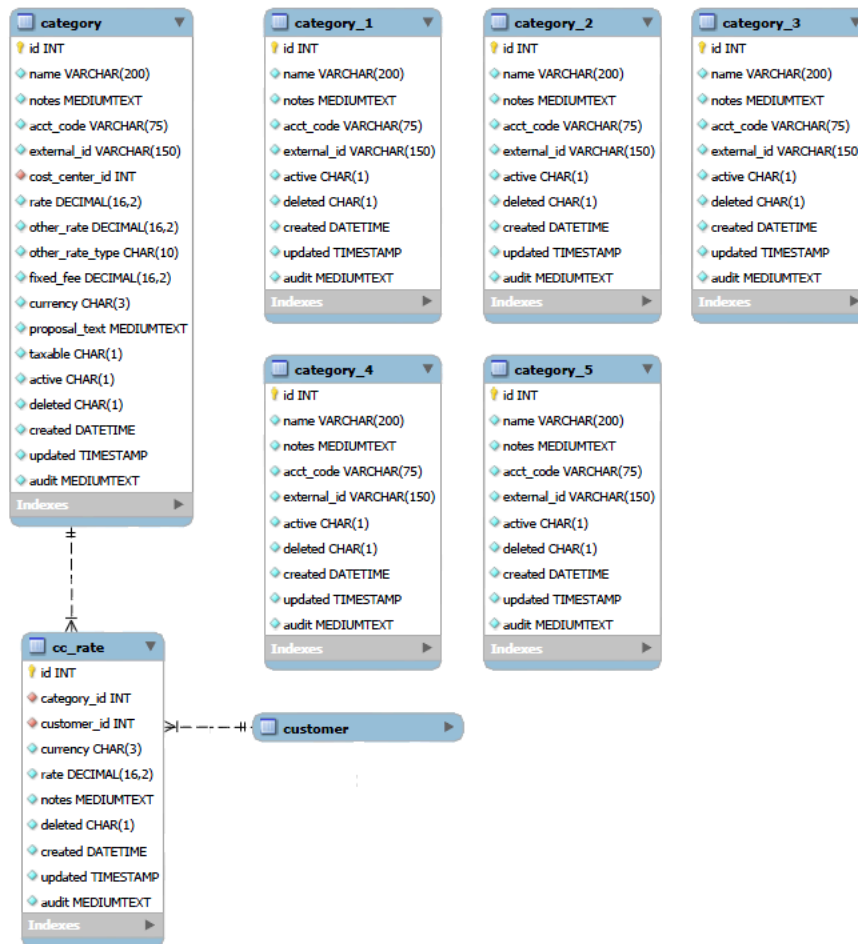 category
id INT
name VARCHAR(200)
notes MEDIUMTEXT
acct_code VARCHAR(75)
external_id VARCHAR(150)
cost_center_id INT
rate DECIMAL(16,2)
other_rate DECIMAL(16,2)
other_rate_type CHAR(10)
fixed_fee DECIMAL(16,2)
currency CHAR(3)
proposal_text MEDIUMTEXT
taxable CHAR(1)
active CHAR(1)
deleted CHAR(1)
created DATETIME
updated TIMESTAMP
audit MEDIUMTEXT
Indexes
category_1
id INT
name VARCHAR(200)
notes MEDIUMTEXT
acct_code VARCHAR(75)
external_id VARCHAR(150)
active CHAR(1)
deleted CHAR(1)
created DATETIME
updated TIMESTAMP
audit MEDIUMTEXT
Indexes
category_2
id INT
name VARCHAR(200)
notes MEDIUMTEXT
acct_code VARCHAR(75)
external_id VARCHAR(150)
active CHAR(1)
deleted CHAR(1)
created DATETIME
updated TIMESTAMP
audit MEDIUMTEXT
Indexes
category_3
id INT
name VARCHAR(200)
notes MEDIUMTEXT
acct_code VARCHAR(75)
external_id VARCHAR(150
active CHAR(1)
deleted CHAR(1)
created DATETIME
updated TIMESTAMP
audit MEDIUMTEXT
Indexes
category_4
id INT
name VARCHAR(200)
notes MEDIUMTEXT
acct_code VARCHAR(75)
external_id VARCHAR(150)
active CHAR(1)
deleted CHAR(1)
created DATETIME
updated TIMESTAMP
audit MEDIUMTEXT
Indexes
category_5
id INT
name VARCHAR(200)
notes MEDIUMTEXT
acct_code VARCHAR(75)
external_id VARCHAR(150)
active CHAR(1)
deleted CHAR(1)
created DATETIME
updated TIMESTAMP
audit MEDIUMTEXT
Indexes
cc_rate
id INT
category_id INT
customer_id INT
currency CHAR(3)
rate DECIMAL(16,2)
notes MEDIUMTEXT
deleted CHAR(1)
created DATETIME
updated TIMESTAMP
audit MEDIUMTEXT
Indexes
customer